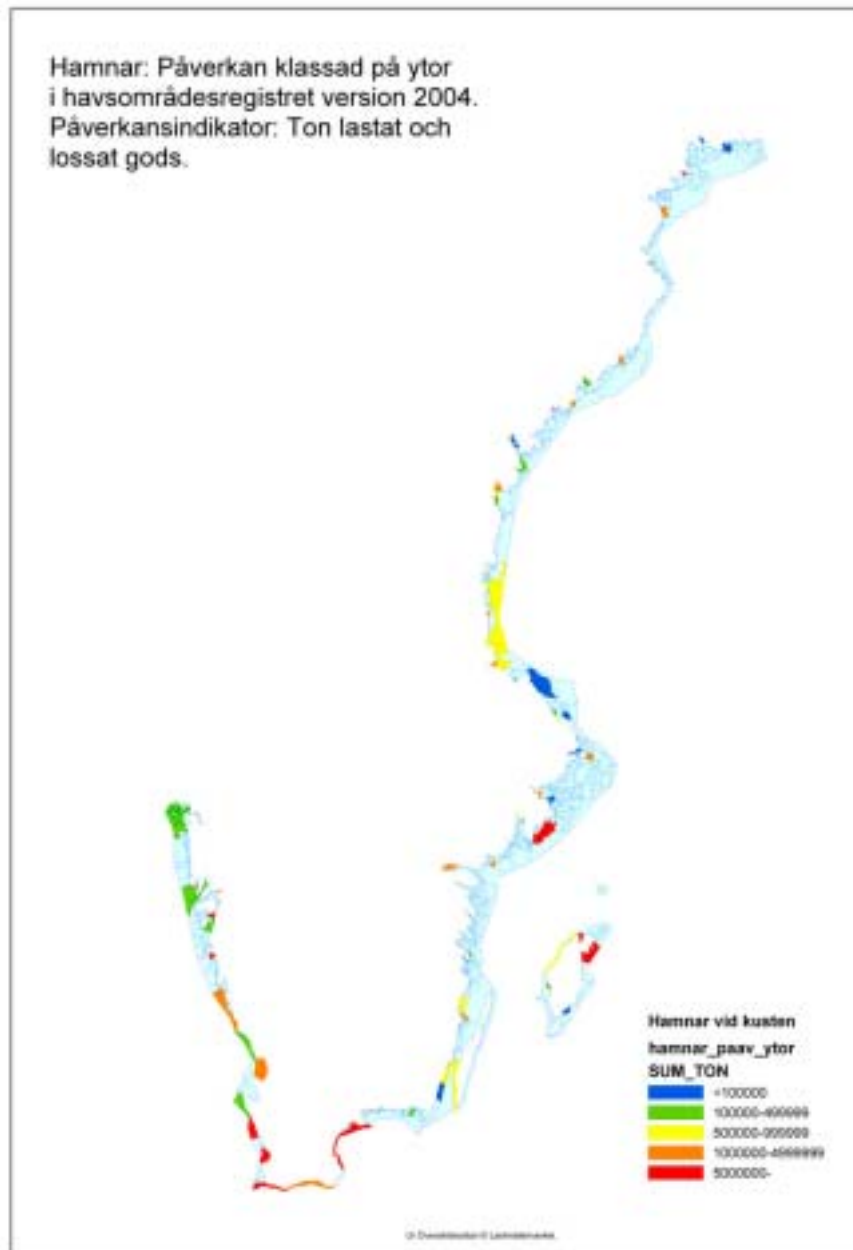 Hamnar: Påverkan klassad på ytor
i havsområdesregistret version 2004.
Påverkansindikator: Ton lastat och
lossat gods.
Hamnar vid kusten
hamnar_paav_ytor
SUM_TON
<100000
100000-499999
500000-999999
1000000-4999999
5000000-